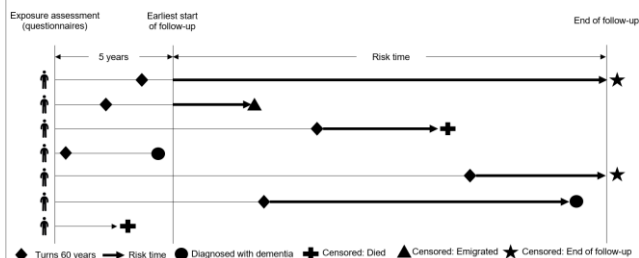 Exposure assessment
(questionnaires)
Earliest start
of follow-up
End of follow-up
5 years
Risk time
Turns 60 years
Risk time
Diagnosed with dementia
Censored: Died
Censored: Emigrated
Censored: End of follow-up